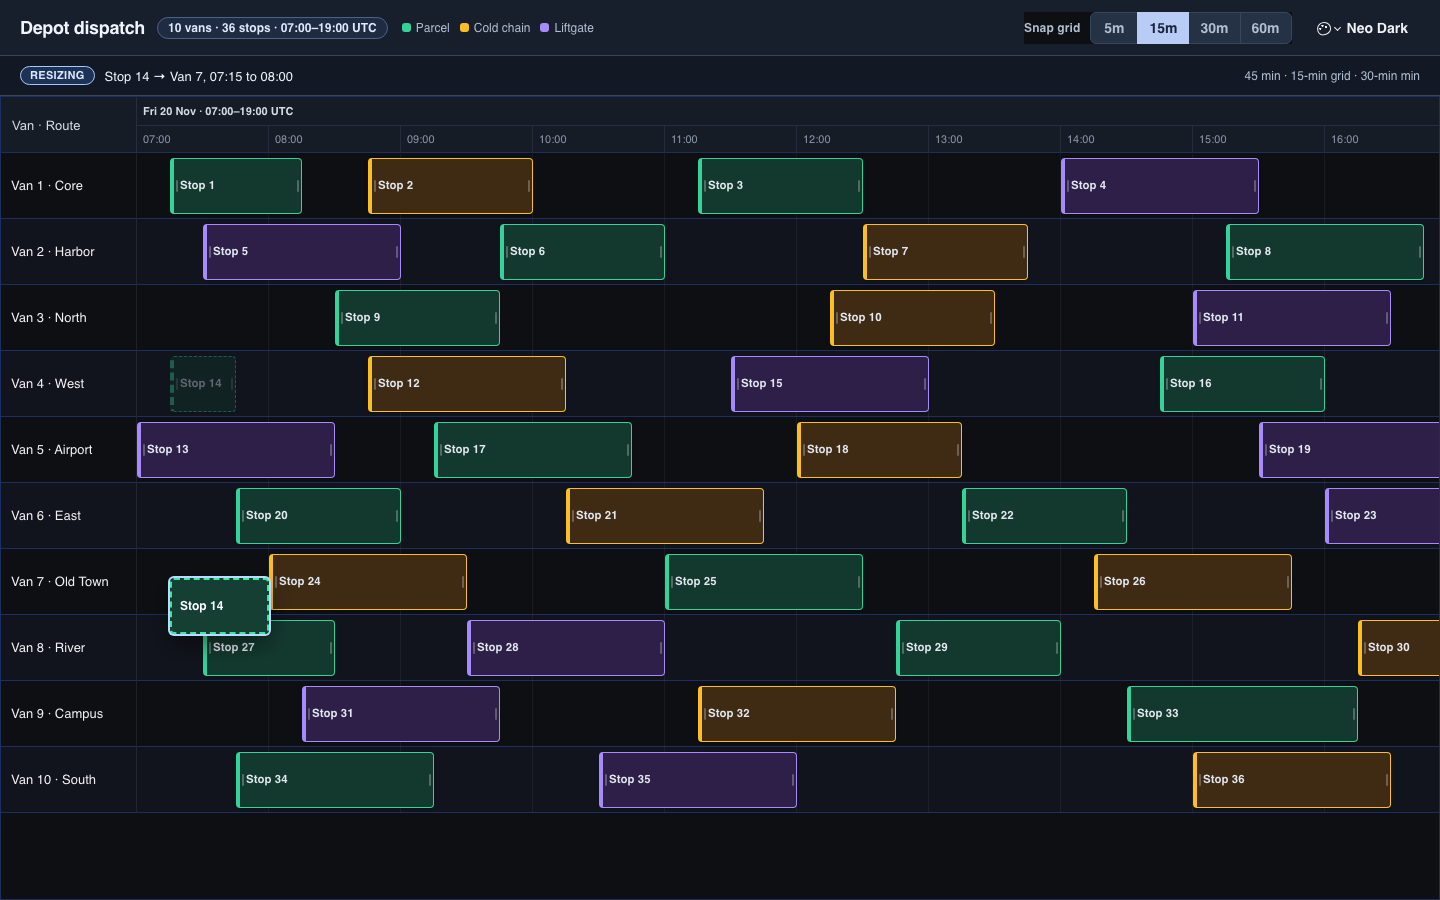 Depot dispatch
10 vans · 36 stops · 07:00–19:00 UTC
Parcel
Cold chain
Liftgate
Snap grid
5m
15m
30m
60m
Neo Dark
RESIZING
Stop 14 → Van 7, 07:15 to 08:00
45 min · 15-min grid · 30-min min
Van · Route
Fri 20 Nov · 07:00–19:00 UTC
07:00
08:00
09:00
10:00
11:00
12:00
13:00
14:00
15:00
16:00
Van 1 · Core
Stop 1
Stop 2
Stop 3
Stop 4
Van 2 · Harbor
Stop 5
Stop 6
Stop 7
Stop 8
Van 3 · North
Stop 9
Stop 10
Stop 11
Van 4 · West
Stop 14
Stop 12
Stop 15
Stop 16
Van 5 · Airport
Stop 13
Stop 17
Stop 18
Stop 19
Van 6 · East
Stop 20
Stop 21
Stop 22
Stop 23
Van 7 · Old Town
Stop 24
Stop 25
Stop 26
Stop 14
Van 8 · River
Stop 27
Stop 28
Stop 29
Stop 30
Van 9 · Campus
Stop 31
Stop 32
Stop 33
Van 10 · South
Stop 34
Stop 35
Stop 36